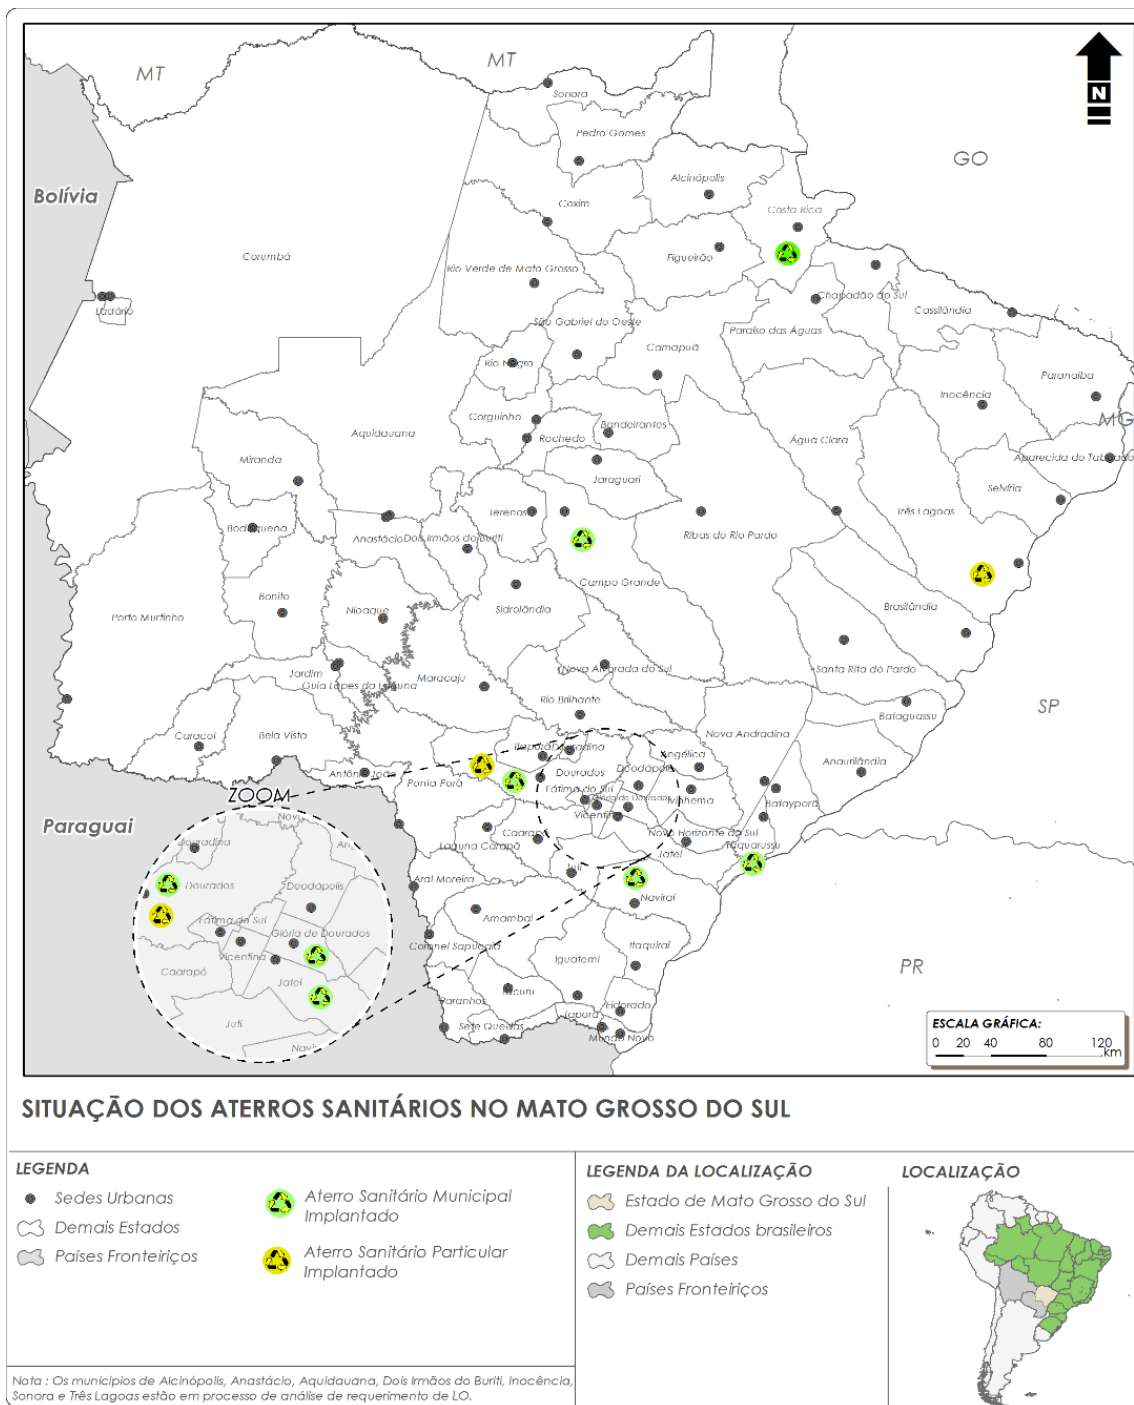 MT
MT
Sonora
Pedro Gomes
GO
Alcinópolis
Bolívia
Coxim
Costa Rica
Corumbá
Figueirão
Rio Verde de Mato Grosso
Chapadão do Sul
Ladário
Cassilândia
São Gabriel do Oeste
Paraíso das Águas
Camapuã
Rio Negro
Paranaíba
Inocência
Corguinho
MG
Bandeirantes
Aquidauana
Rochedo
Água Clara
Miranda
Aparecida do Taboado
Jaraguari
Selvíria
Terenos
Três Lagoas
Bodoquena
Ribas do Rio Pardo
Anastácio
Dois Irmãos do Buriti
Campo Grande
Bonito
Nioaque
Sidrolândia
Brasilândia
Porto Murtinho
Jardim
Nova Alvorada do Sul
Santa Rita do Pardo
Guia Lopes da Laguna
Maracaju
Rio Brilhante
SP
Bataguassu
Caracol
Bela Vista
Nova Andradina
Itaporã
Douradina
Angélica
Anaurilândia
Antônio João
Ponta Porã
Dourados
Deodápolis
ZOOM
Fátima do Sul
Glória de Dourados
Ivinhema
Batayporã
Vicentina
Paraguai
Caarapó
Novo Horizonte do Sul
Laguna Carapã
Taquarussu
Jateí
Douradina
Juti
Aral Moreira
Dourados
Deodápolis
Naviraí
Amambai
Fátima do Sul
Glória de Dourados
Coronel Sapucaia
Itaquiraí
Vicentina
Iguatemi
Caarapó
PR
Jateí
Tacuru
Paranhos
Eldorado
Japorã
Juti
Sete Quedas
Mundo Novo
ESCALA GRÁFICA:
0 20 40 80 120
km
N
SITUAÇÃO DOS ATERROS SANITÁRIOS NO MATO GROSSO DO SUL
LEGENDA
Sedes Urbanas
Demais Estados
Países Fronteiriços
Aterro Sanitário Municipal
Implantado
Aterro Sanitário Particular
Implantado
LEGENDA DA LOCALIZAÇÃO
Estado de Mato Grosso do Sul
Demais Estados brasileiros
Demais Países
Países Fronteiriços
LOCALIZAÇÃO
Nota : Os municípios de Alcinópolis, Anastácio, Aquidauana, Dois Irmãos do Buriti, Inocência,
Sonora e Três Lagoas estão em processo de análise de requerimento de LO.